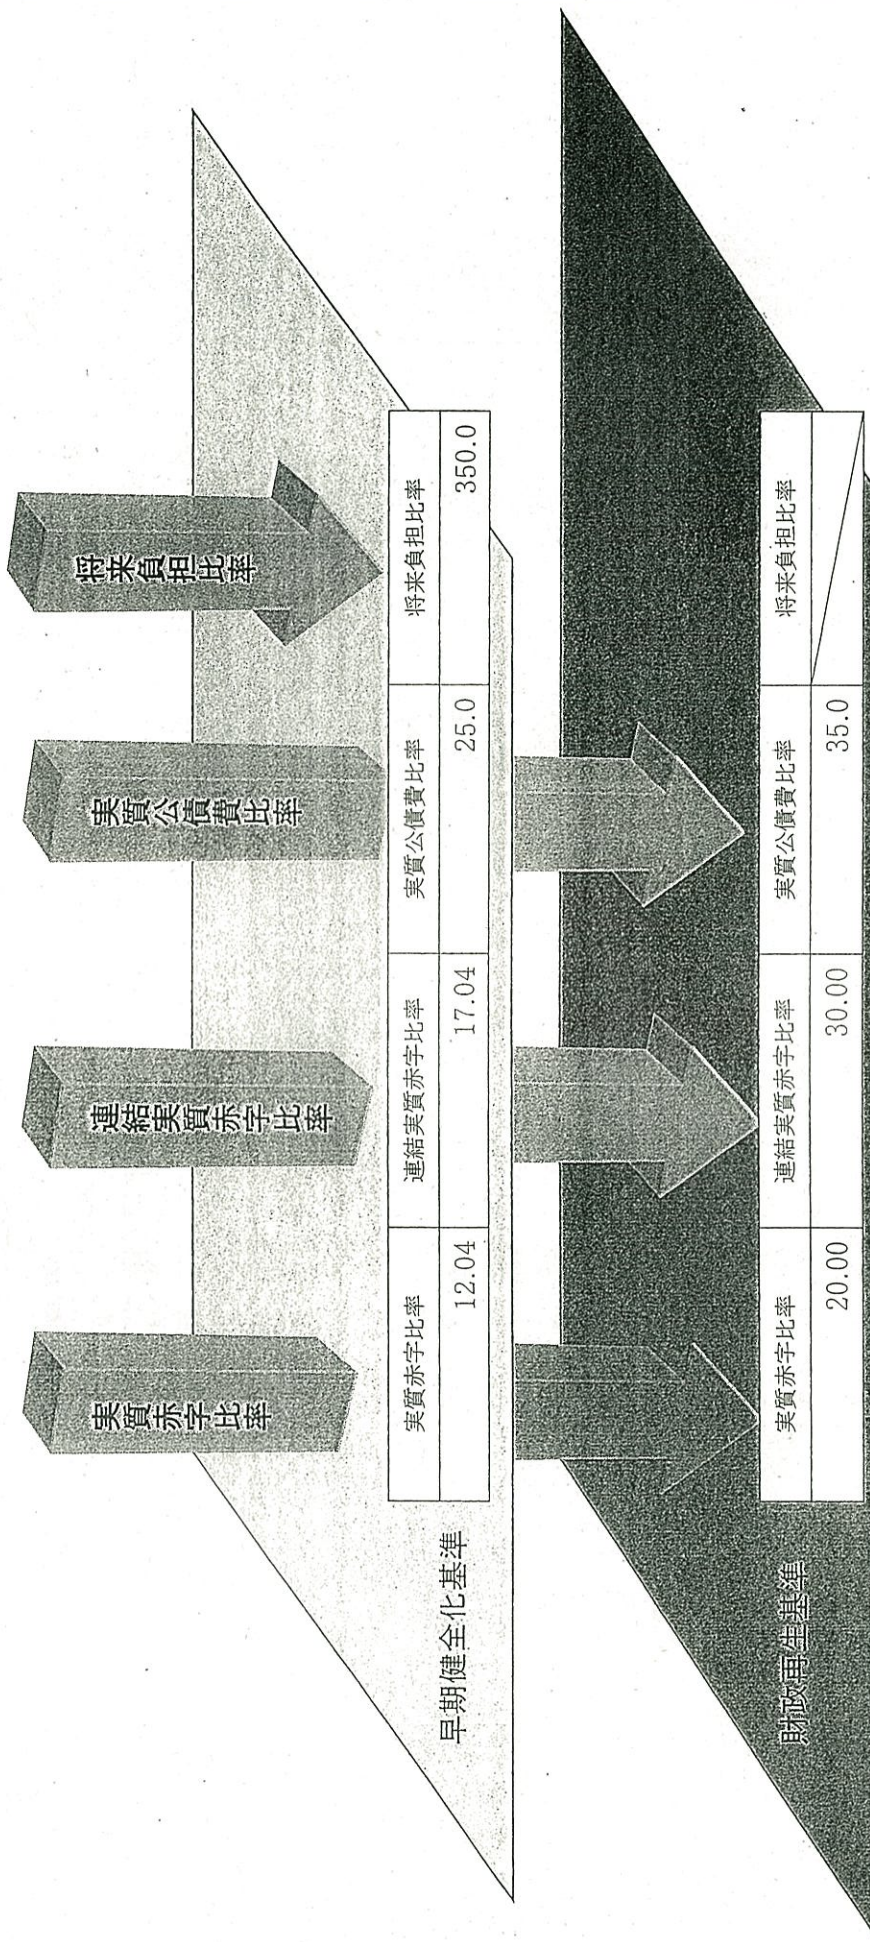 実質赤字比率
連結実質赤字比率
実質公債費比率
将来負担比率
早期健全化基準
実質赤字比率 連結実質赤字比率 実質公債費比率 将来負担比率
12.04 17.04 25.0 350.0
財政再生基準
実質赤字比率 連結実質赤字比率 実質公債費比率 将来負担比率
20.00 30.00 35.0